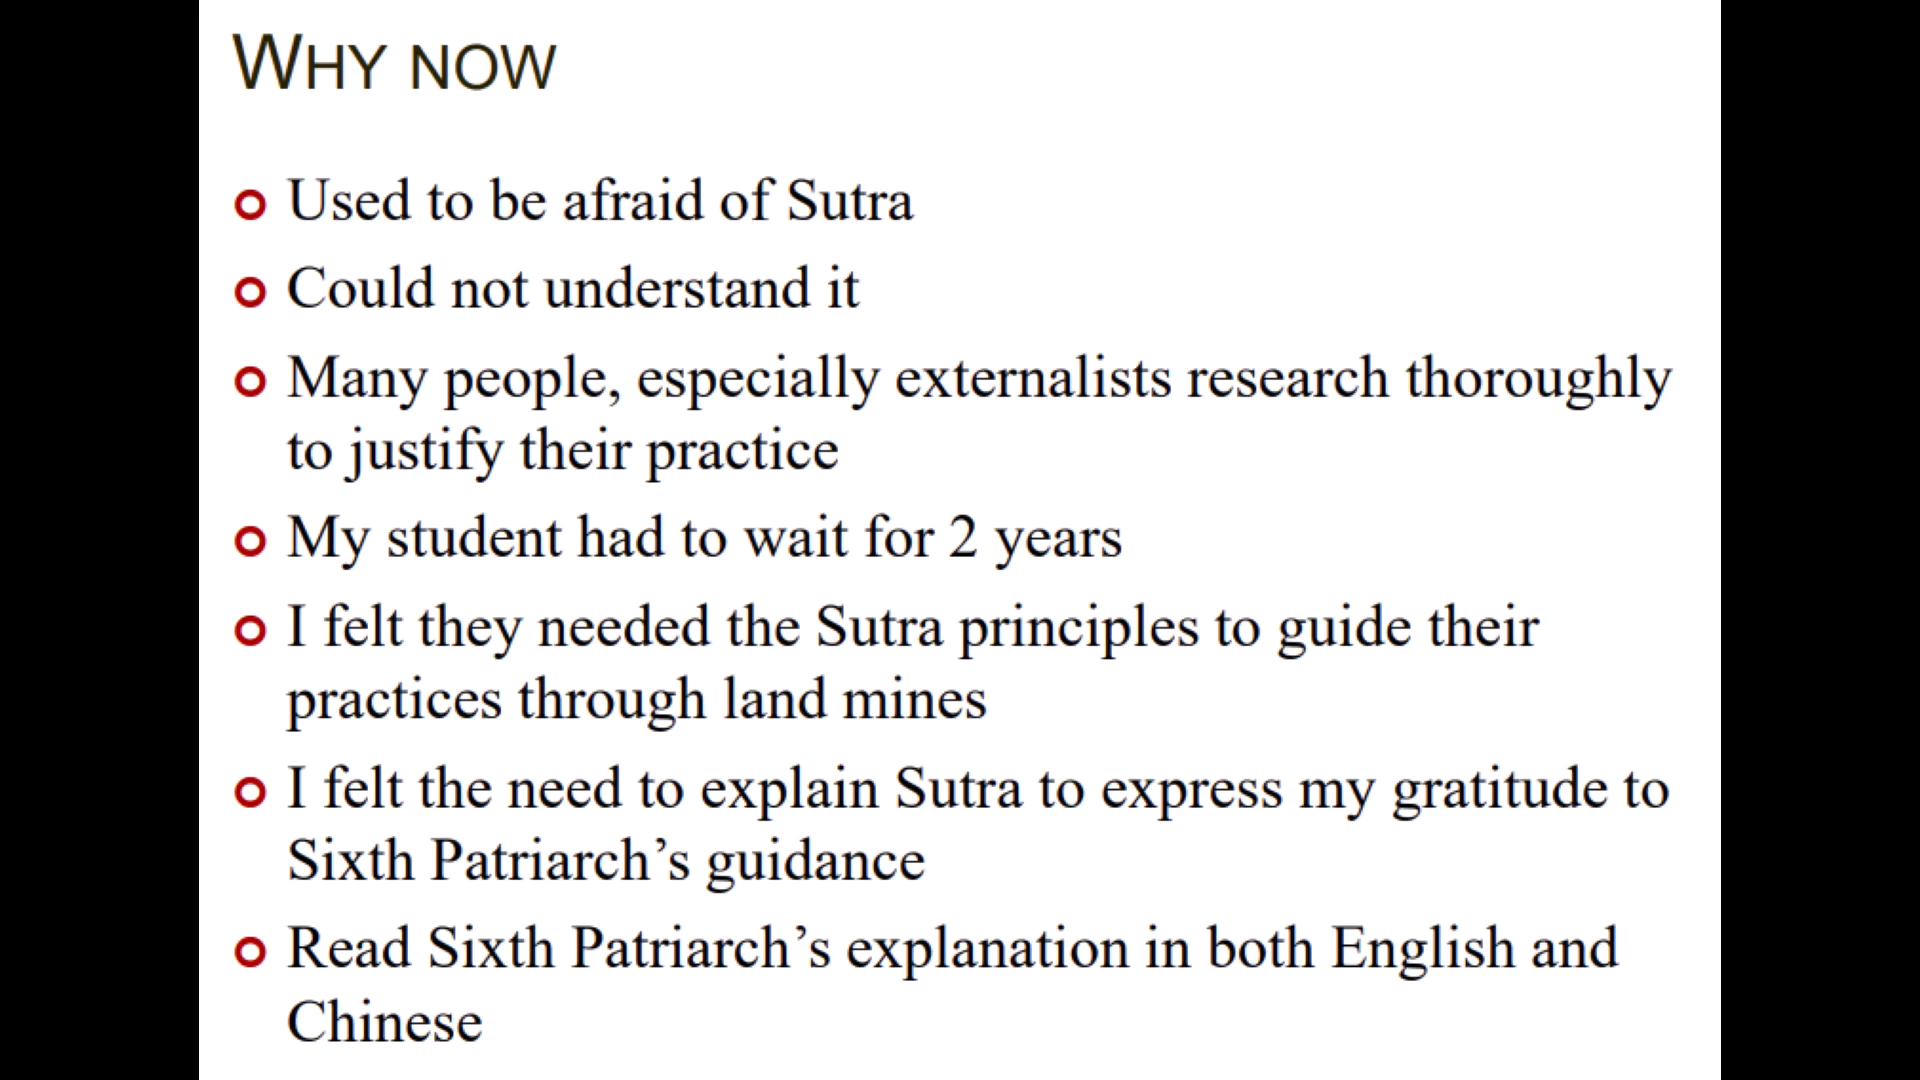 WHY NOW
Used to be afraid of Sutra
Could not understand it
Many people, especially externalists research thoroughly
to justify their practice
My student had to wait for 2 years
I felt they needed the Sutra principles to guide their
practices through land mines
I felt the need to explain Sutra to express my gratitude to
Sixth Patriarch’s guidance
Read Sixth Patriarch’s explanation in both English and
Chinese